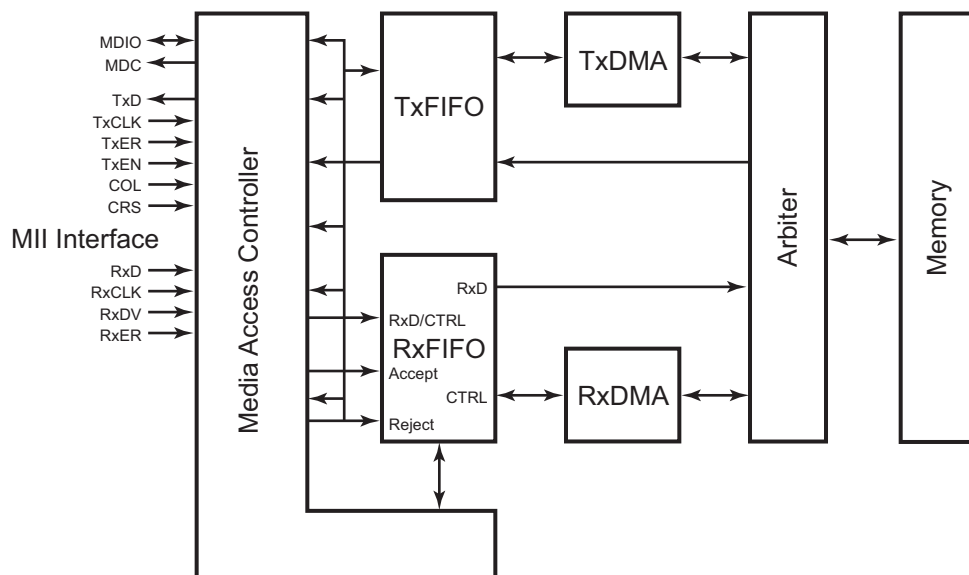 MDIO
MDC
TxD
TxCLK
TxER
TxEN
COL
CRS
MII Interface
RxD
RxCLK
RxDV
RxER
Media Access Controller
TxFIFO
TxDMA
RxD
RxD/CTRL
RxFIFO
Accept
CTRL
Reject
RxDMA
Arbiter
Memory